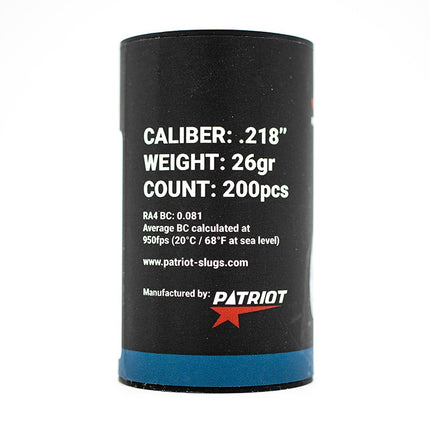 CALIBER: .218”
WEIGHT: 26gr
COUNT: 200pcs
RA4 BC: 0.081
Average BC calculated at
950fps (20°C / 68°F at sea level)
www.patriot-slugs.com
Manufactured by: PATRIOT